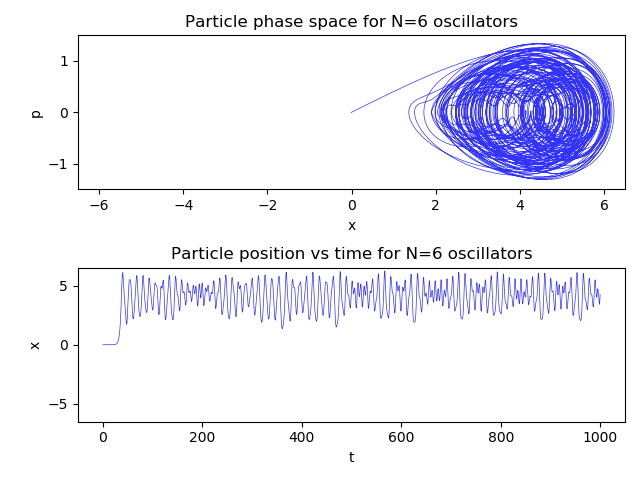 Particle phase space for N=6 oscillators
1
0
−1
p
−6 −4 −2 0 2 4 6
x
Particle position vs time for N=6 oscillators
5
0
−5
x
0 200 400 600 800 1000
t